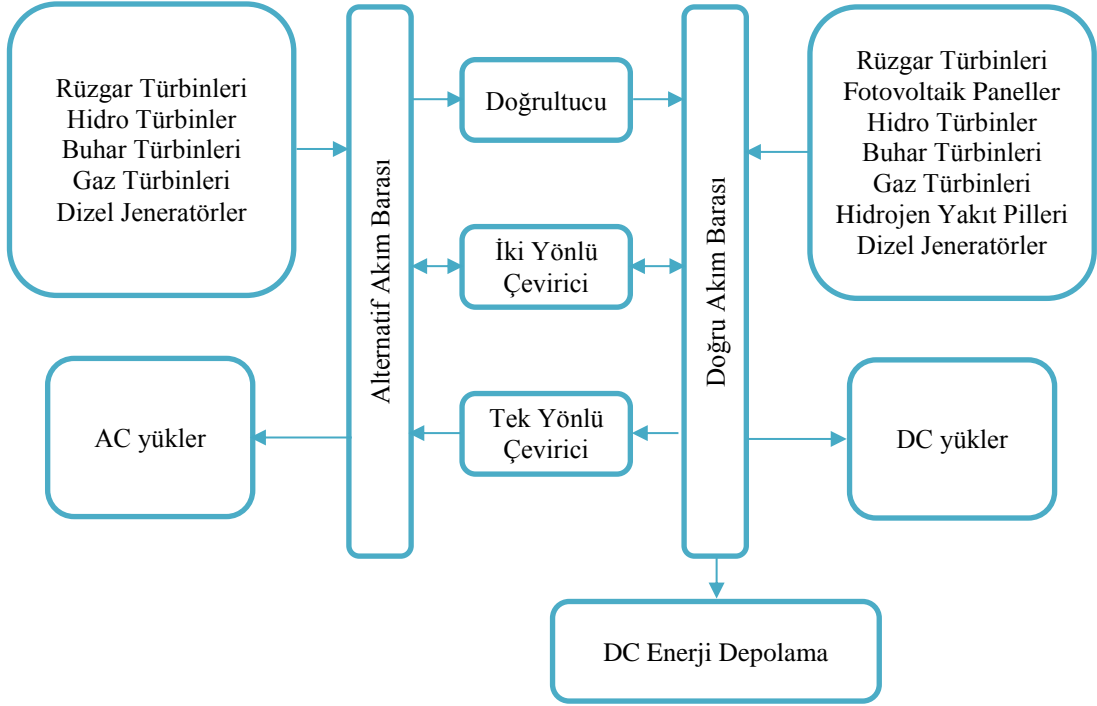 Rüzgar Türbinleri
Hidro Türbinler
Buhar Türbinleri
Gaz Türbinleri
Dizel Jeneratörler
Alternatif Akım Barası
Doğrultucu
İki Yönlü
Çevirici
Tek Yönlü
Çevirici
Doğru Akım Barası
Rüzgar Türbinleri
Fotovoltaik Paneller
Hidro Türbinler
Buhar Türbinleri
Gaz Türbinleri
Hidrojen Yakıt Pilleri
Dizel Jeneratörler
AC yükler
DC yükler
DC Enerji Depolama